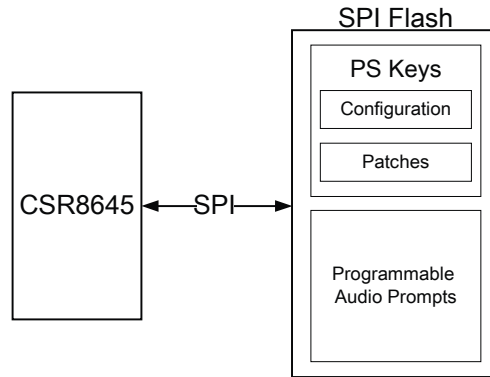 SPI Flash
PS Keys
Configuration
Patches
CSR8645
SPI
Programmable
Audio Prompts